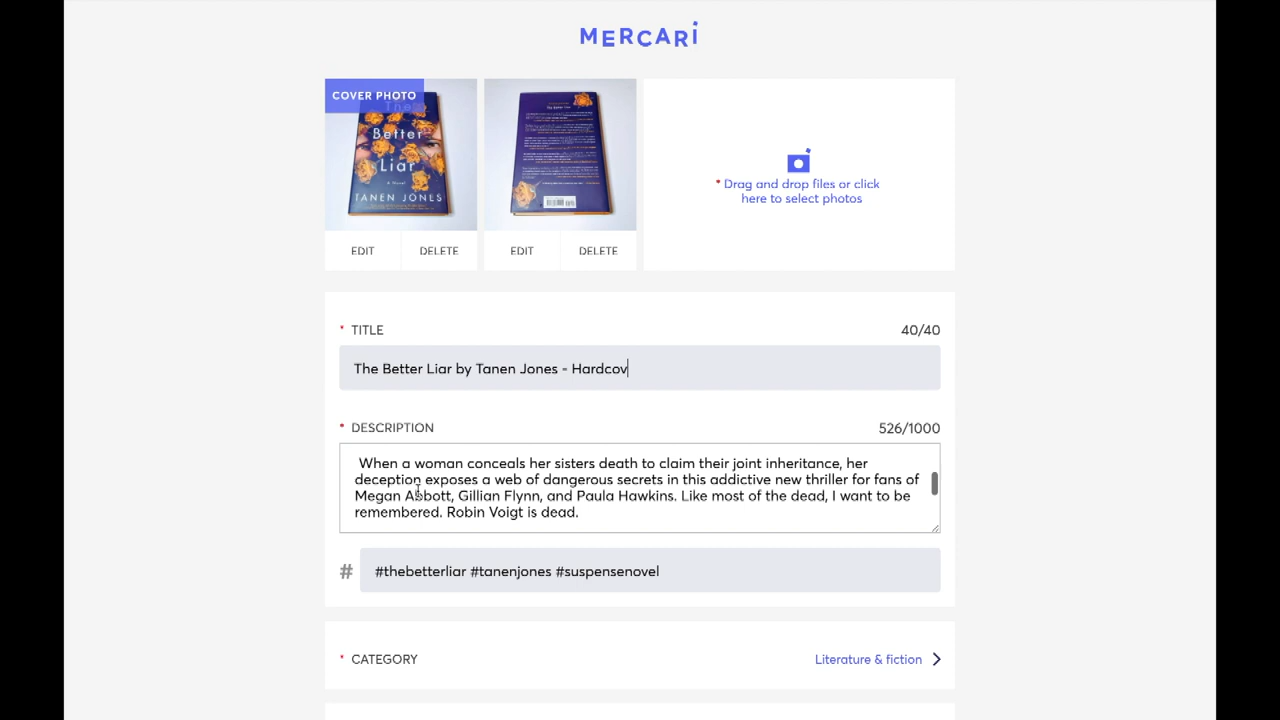 MERCARI
COVER PHOTO
The
Better
Liar
A Novel
TANEN JONES
The Better Liar
EDIT
DELETE
EDIT
DELETE
* Drag and drop files or click
here to select photos
* TITLE
40/40
The Better Liar by Tanen Jones - Hardcov
* DESCRIPTION
526/1000
When a woman conceals her sisters death to claim their joint inheritance, her
deception exposes a web of dangerous secrets in this addictive new thriller for fans of
Megan Abbott, Gillian Flynn, and Paula Hawkins. Like most of the dead, I want to be
remembered. Robin Voigt is dead.
# #thebetterliar #tanenjones #suspensenovel
* CATEGORY
Literature & fiction